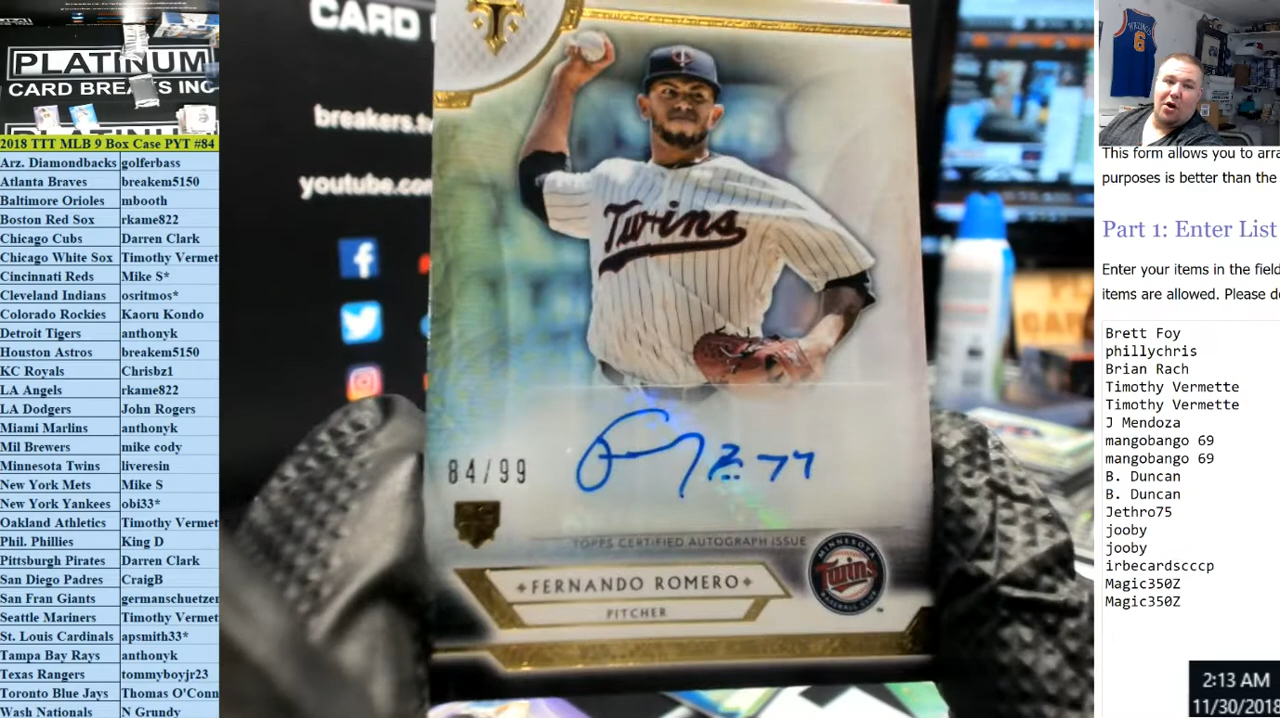 PLATINUM
CARD BREAKS INC
2018 TTT MLB 9 Box Case PYT #84
Arz. Diamondbacks golferbass
Atlanta Braves breakem5150
Baltimore Orioles mbooth
Boston Red Sox rkame822
Chicago Cubs Darren Clark
Chicago White Sox Timothy Vermet
Cincinnati Reds Mike S*
Cleveland Indians osritmos*
Colorado Rockies Kaoru Kondo
Detroit Tigers anthonyk
Houston Astros breakem5150
KC Royals Chrisbz1
LA Angels rkame822
LA Dodgers John Rogers
Miami Marlins anthonyk
Mil Brewers mike cody
Minnesota Twins liveresin
New York Mets Mike S
New York Yankees obi33*
Oakland Athletics Timothy Vermet
Phil. Phillies King D
Pittsburgh Pirates Darren Clark
San Diego Padres CraigB
San Fran Giants germanschuetzer
Seattle Mariners Timothy Vermet
St. Louis Cardinals apsmith33*
Tampa Bay Rays anthonyk
Texas Rangers tommyboyjr23
Toronto Blue Jays Thomas O'Conn
Wash Nationals N Grundy
CARD
breakers.tv
youtube.com
T
Twins
84/99
77
TOPPS CERTIFIED AUTOGRAPH ISSUE
FERNANDO ROMERO
PITCHER
MINNESOTA
Twins
BASEBALL CLUB
6
This form allows you to arra
purposes is better than the
Part 1: Enter List
Enter your items in the field
items are allowed. Please d
Brett Foy
phillychris
Brian Rach
Timothy Vermette
Timothy Vermette
J Mendoza
mangobango 69
mangobango 69
B. Duncan
B. Duncan
Jethro75
jooby
jooby
irbecardscccp
Magic350Z
Magic350Z
2:13 AM
11/30/2018